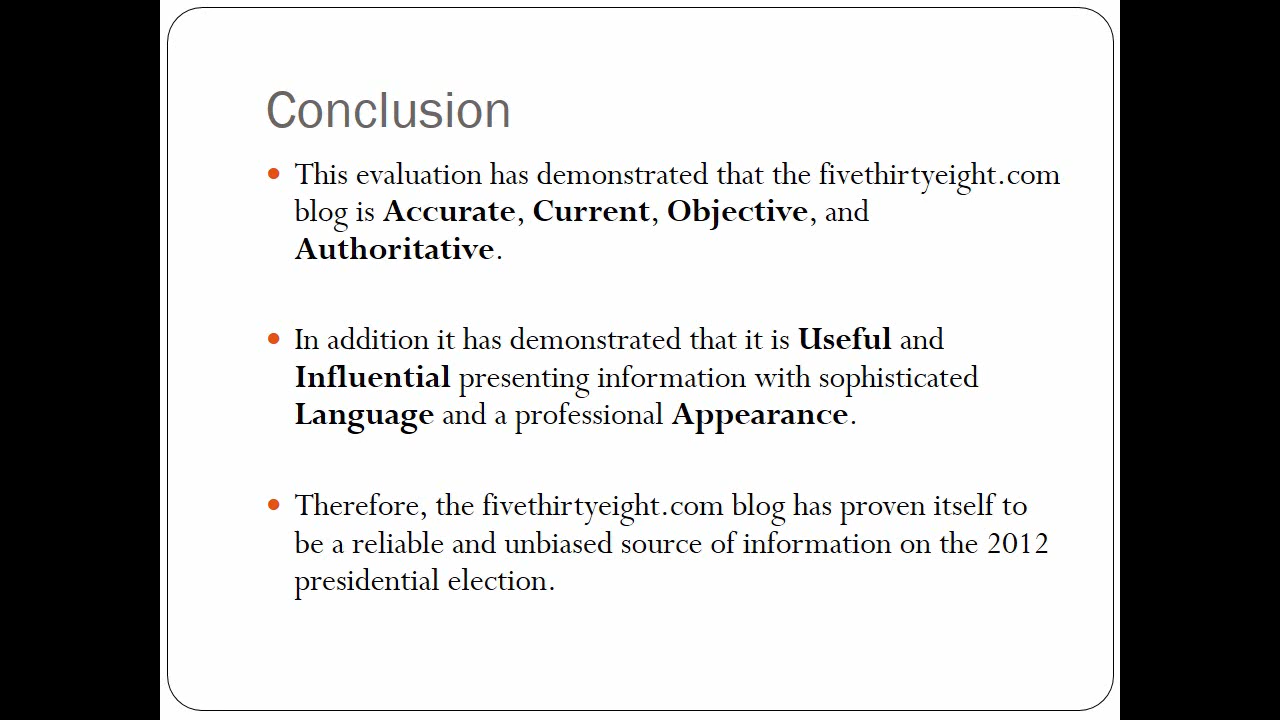 Conclusion
• This evaluation has demonstrated that the fivethirtyeight.com
blog is Accurate, Current, Objective, and
Authoritative.
• In addition it has demonstrated that it is Useful and
Influential presenting information with sophisticated
Language and a professional Appearance.
• Therefore, the fivethirtyeight.com blog has proven itself to
be a reliable and unbiased source of information on the 2012
presidential election.